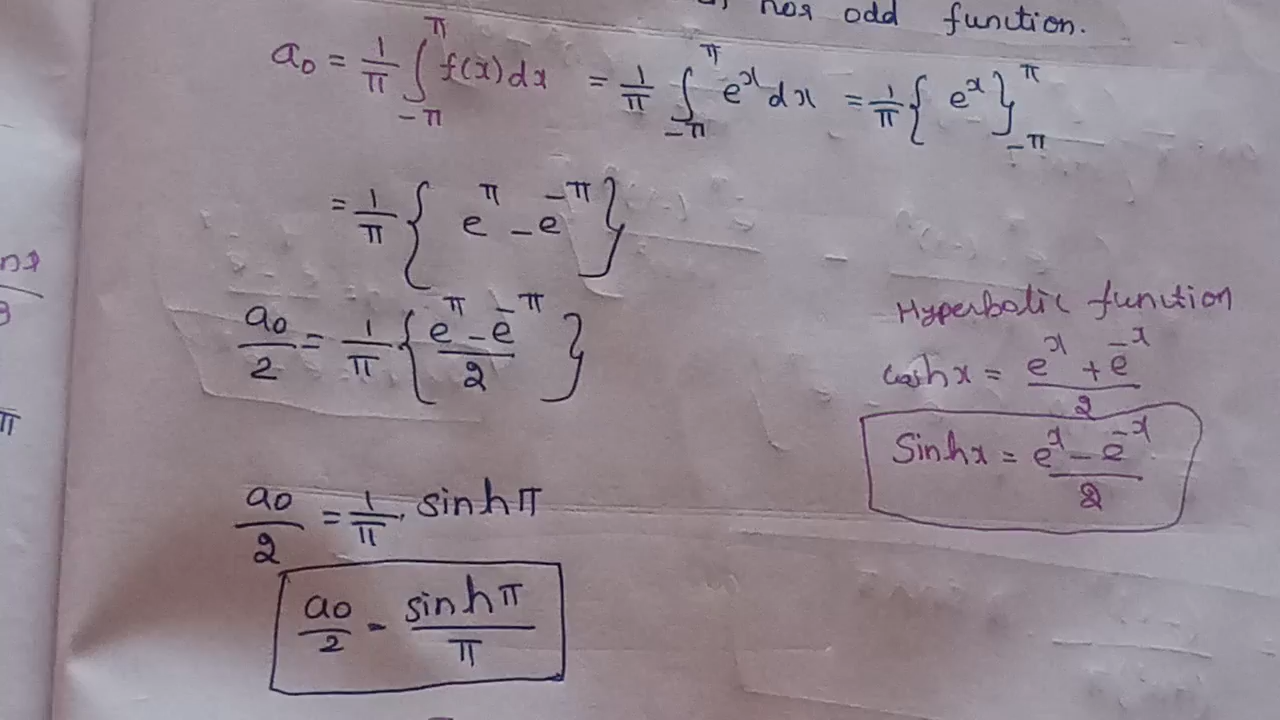 nor odd function.
a₀ = 1/π ∫_{-π}^{π} f(x) dx = 1/π ∫_{-π}^{π} e^x dx = 1/π { e^x }_{-π}^{π}
= 1/π { e^π - e^{-π} }
a₀/2 = 1/π { (e^π - e^{-π})/2 }
Hyperbolic function
cosh x = (e^x + e^{-x})/2
Sinh x = (e^x - e^{-x})/2
a₀/2 = 1/π . sinh π
a₀/2 = sinh π/π
π